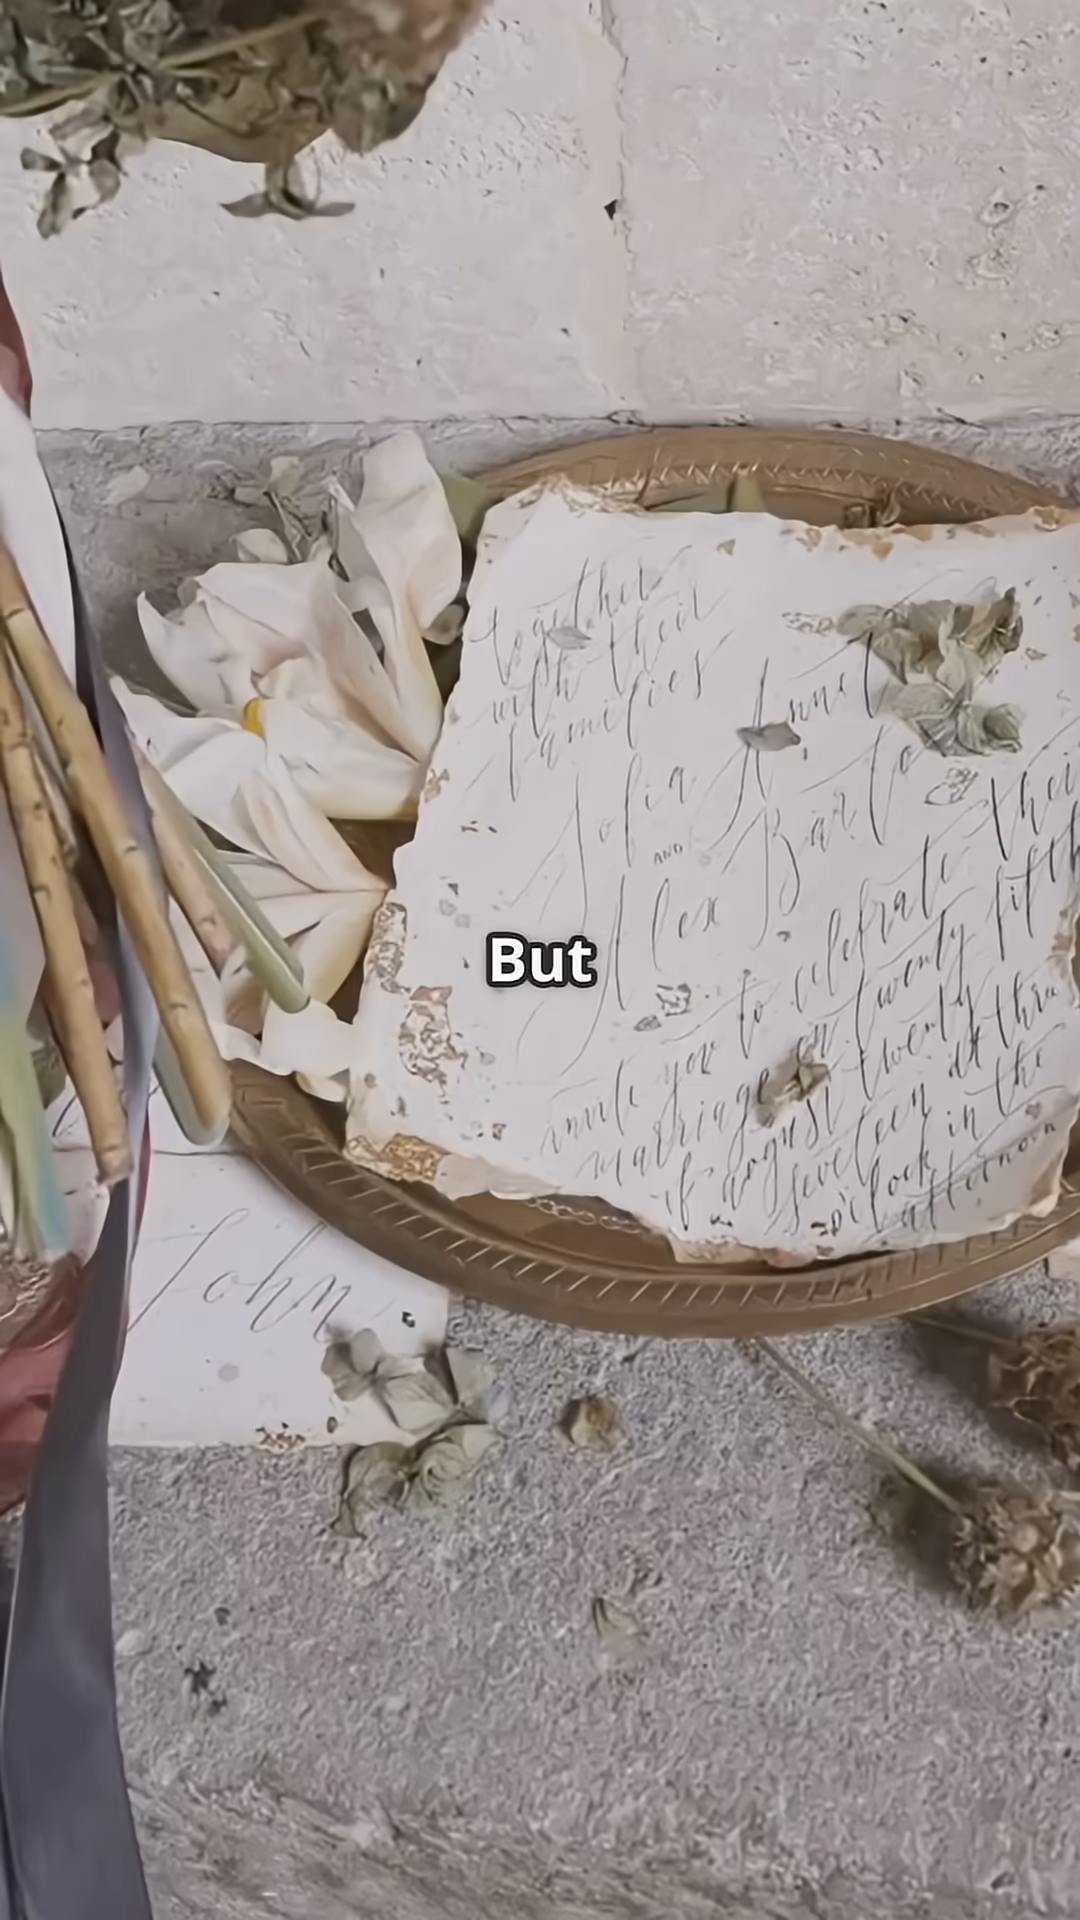 together
with their
families
Sofia Anne
AND
Alex Bar
But
invite you to celebrate their
marriage on twenty fifth
of august twenty
seventeen at three
o'clock in the
afternoon
John